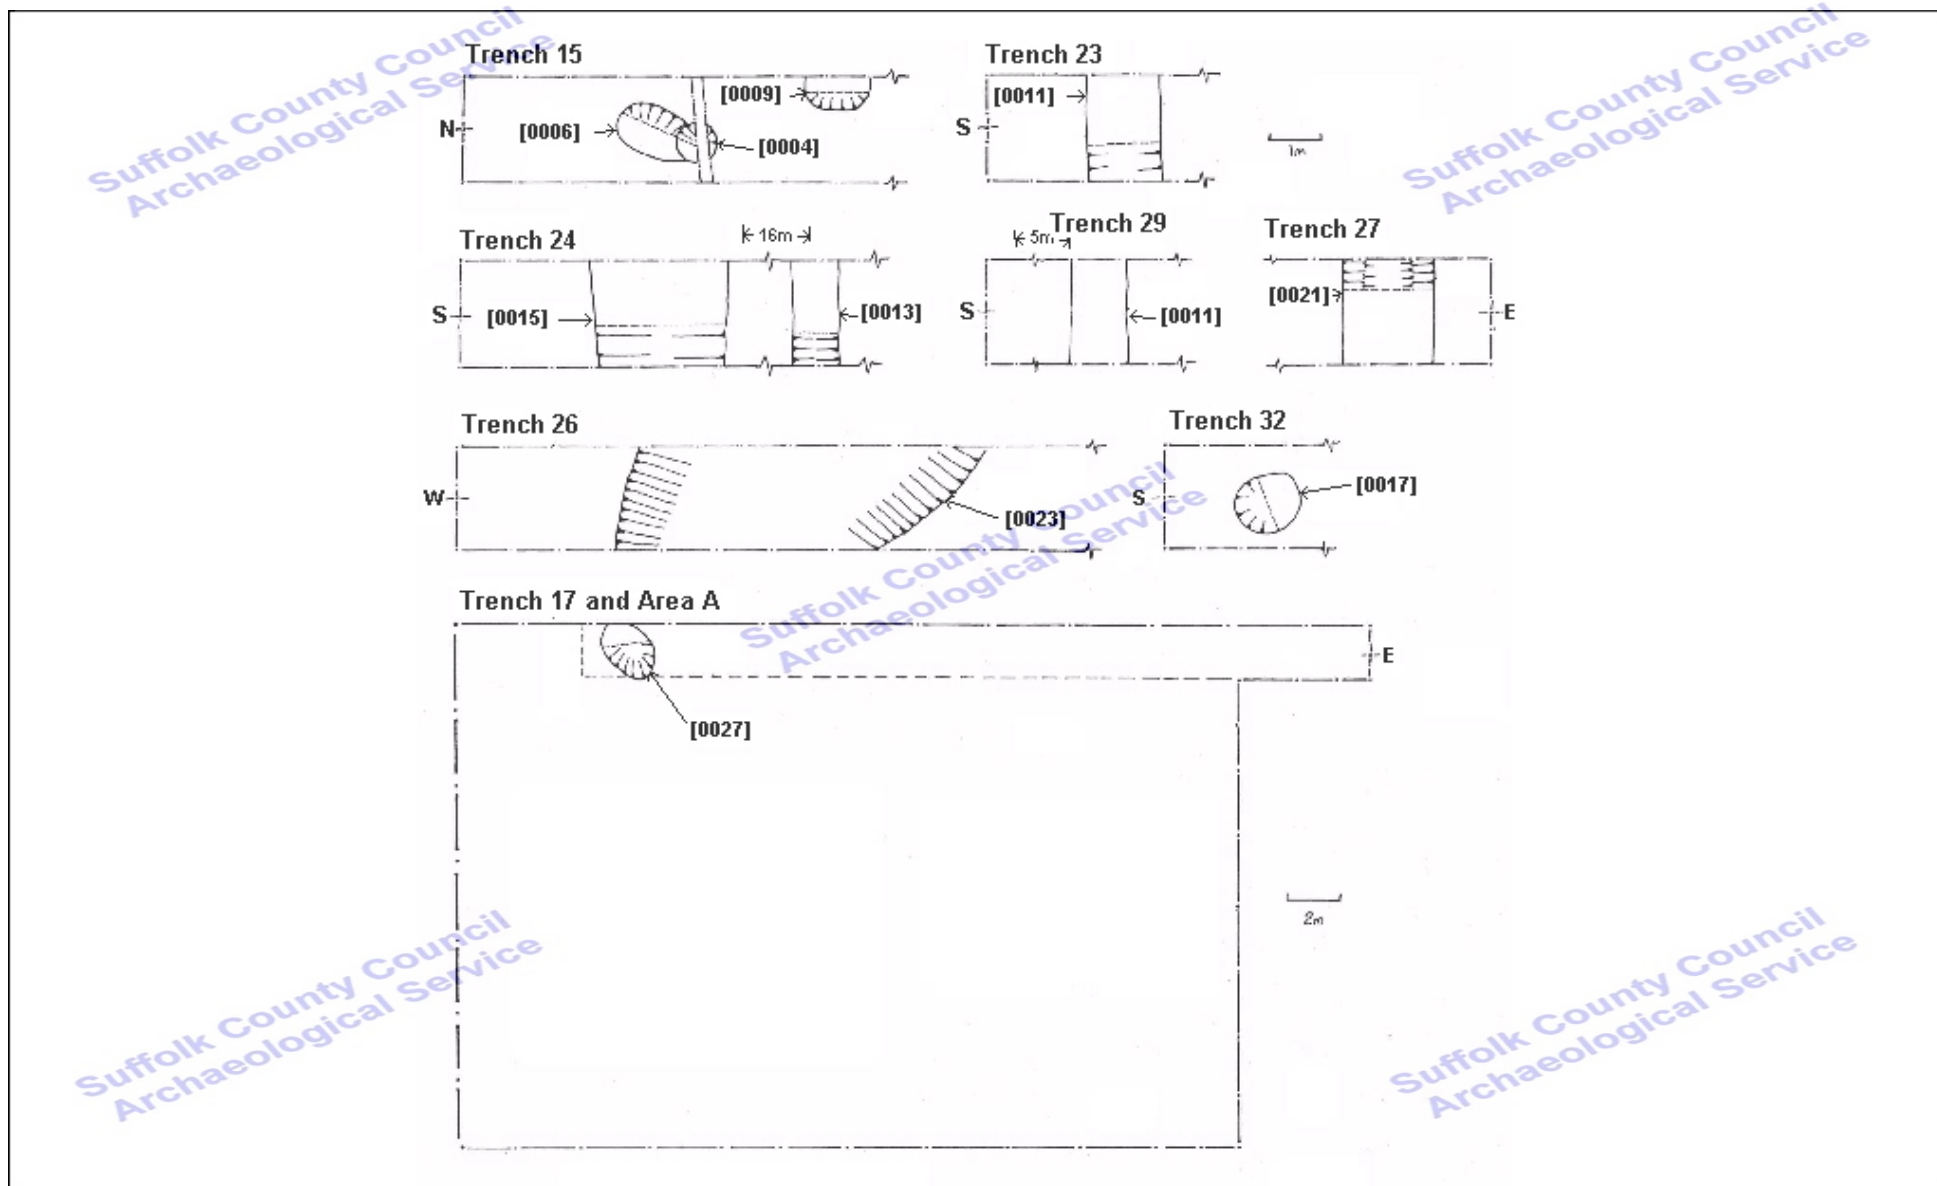 Trench 15
[0009]
N
[0006]
[0004]
Trench 23
[0011]
S
1m
Trench 24
16m
S
[0015]
[0013]
Trench 29
5m
S
[0011]
Trench 27
[0021]
E
Trench 26
W
[0023]
Trench 32
S
[0017]
Trench 17 and Area A
E
[0027]
2m
Suffolk County Council
Archaeological Service
Suffolk County Council
Archaeological Service
Suffolk County Council
Archaeological Service
Suffolk County Council
Archaeological Service
Suffolk County Council
Archaeological Service